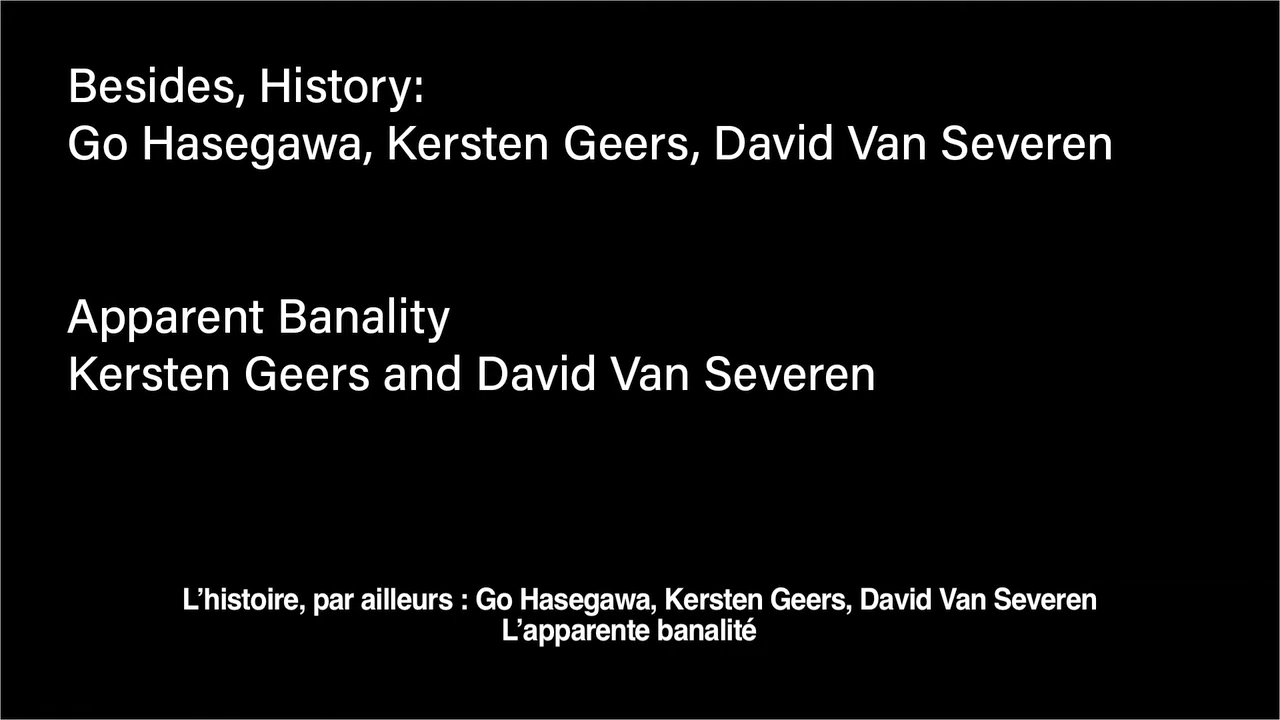 Besides, History:
Go Hasegawa, Kersten Geers, David Van Severen
Apparent Banality
Kersten Geers and David Van Severen
L’histoire, par ailleurs : Go Hasegawa, Kersten Geers, David Van Severen
L’apparente banalité